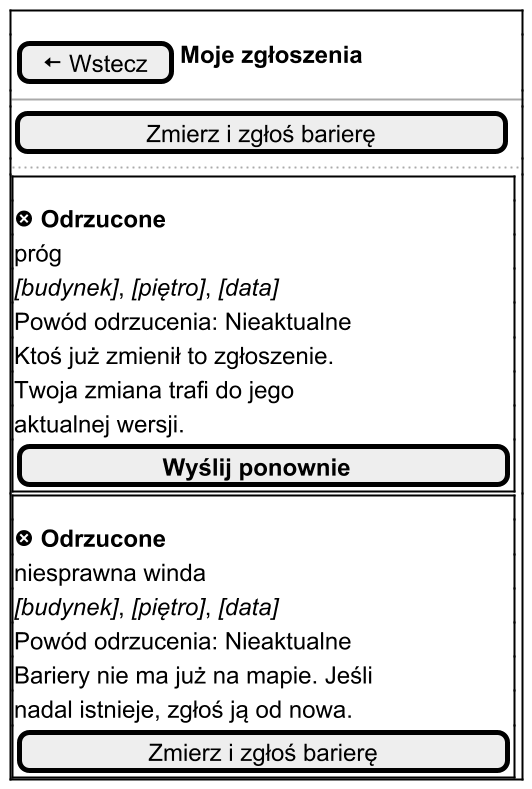 ← Wstecz Moje zgłoszenia
Zmierz i zgłoś barierę
Odrzucone
próg
[budynek], [piętro], [data]
Powód odrzucenia: Nieaktualne
Ktoś już zmienił to zgłoszenie.
Twoja zmiana trafi do jego
aktualnej wersji.
Wyślij ponownie
Odrzucone
niesprawna winda
[budynek], [piętro], [data]
Powód odrzucenia: Nieaktualne
Bariery nie ma już na mapie. Jeśli
nadal istnieje, zgłoś ją od nowa.
Zmierz i zgłoś barierę